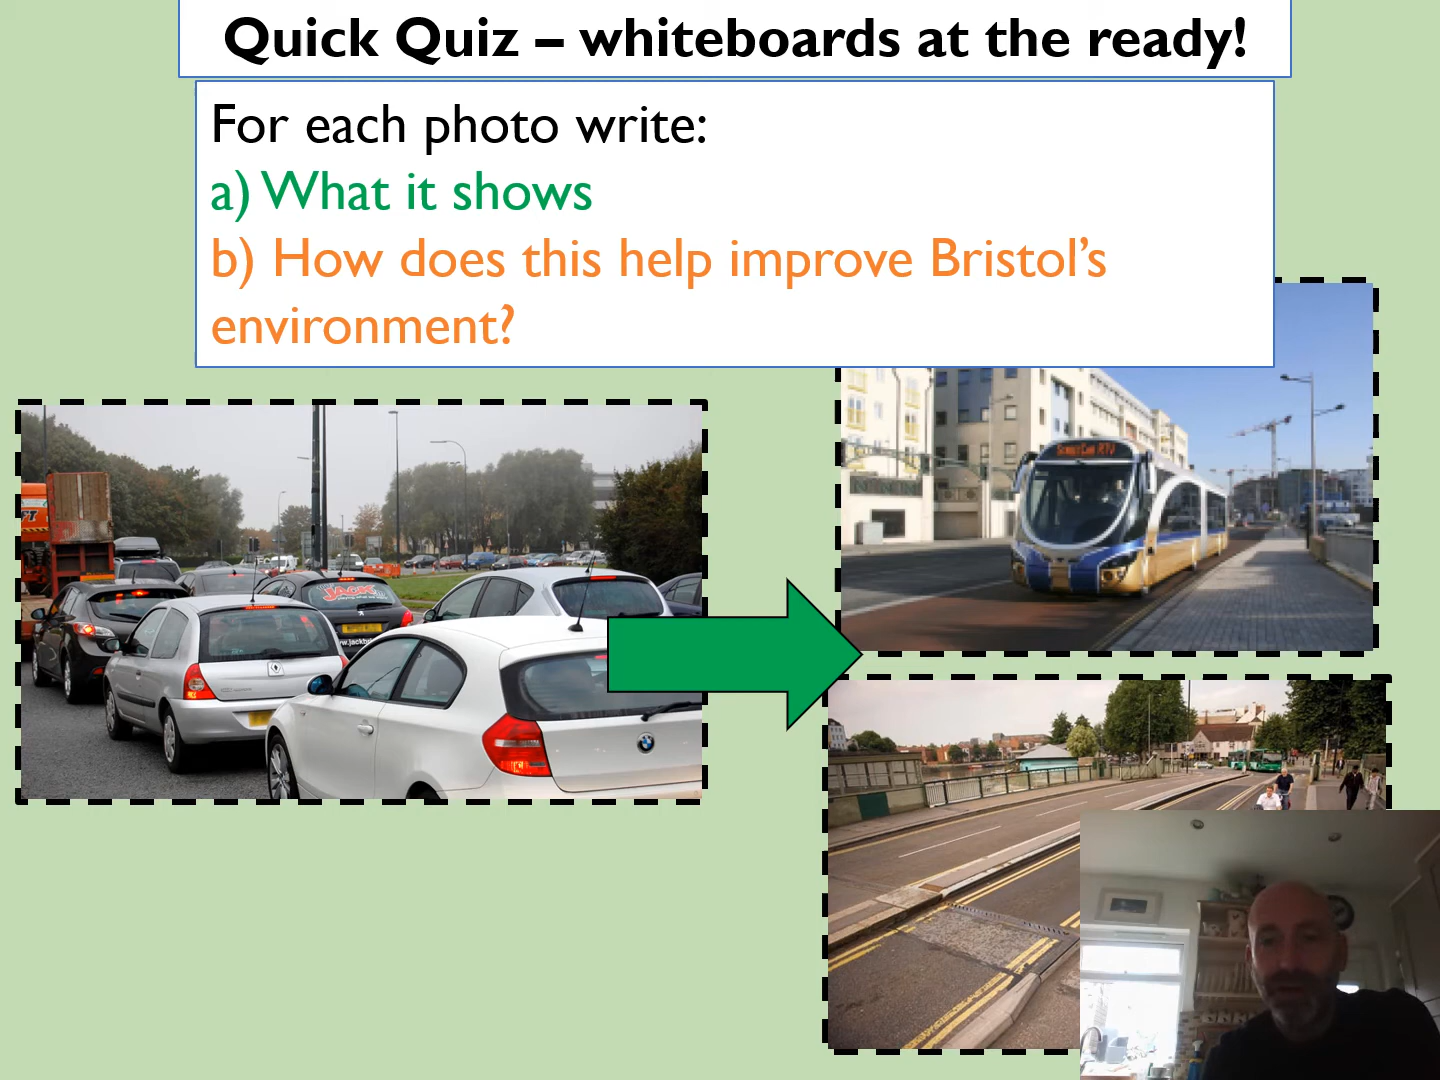 Quick Quiz – whiteboards at the ready!
For each photo write:
a) What it shows
b) How does this help improve Bristol’s
environment?
JACK